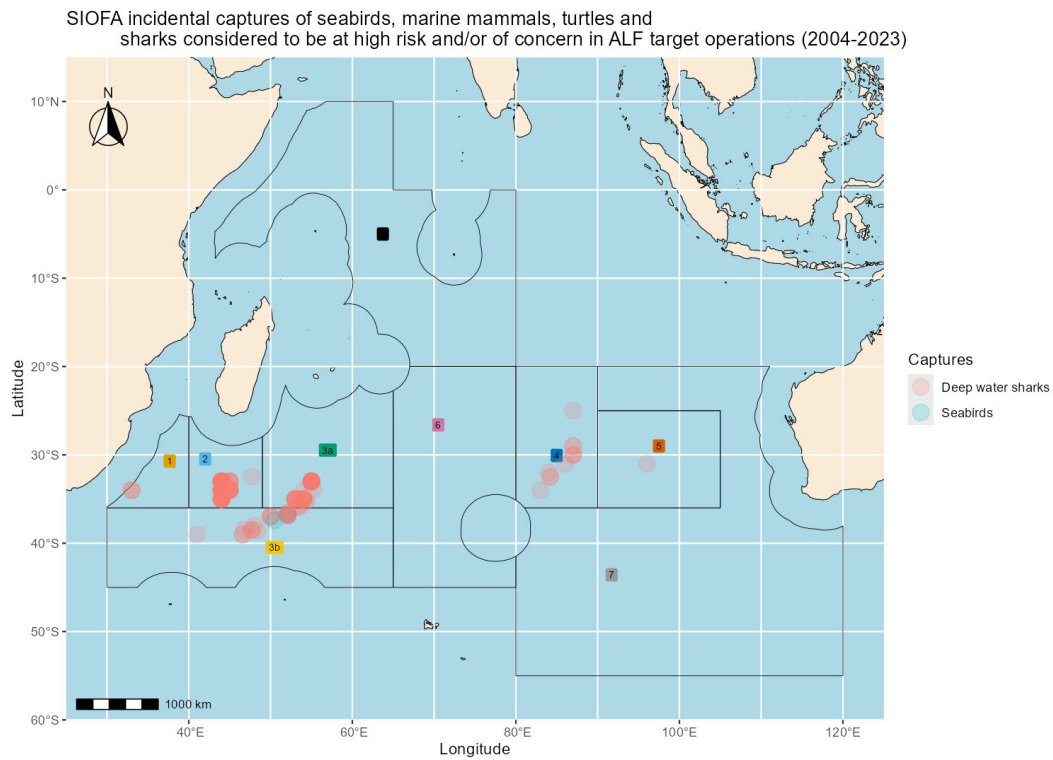 SIOFA incidental captures of seabirds, marine mammals, turtles and
sharks considered to be at high risk and/or of concern in ALF target operations (2004-2023)
N
10°N
0°
10°S
20°S
30°S
40°S
50°S
60°S
Latitude
1
2
3a
3b
4
5
6
7
1000 km
40°E
60°E
80°E
100°E
120°E
Longitude
Captures
Deep water sharks
Seabirds